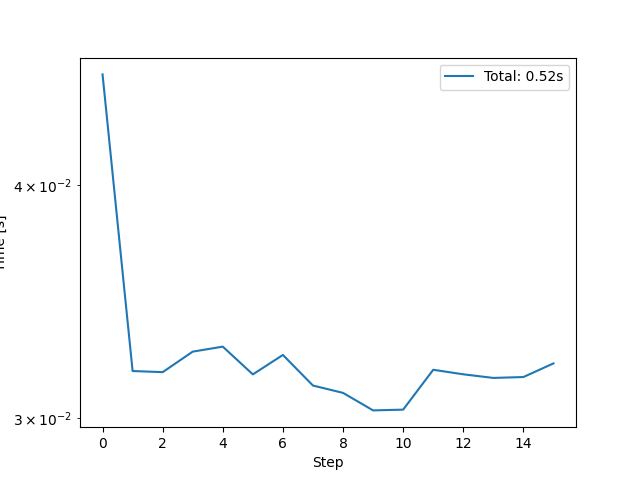 Total: 0.52s
4 × 10⁻²
Time [s]
3 × 10⁻²
0 2 4 6 8 10 12 14
Step